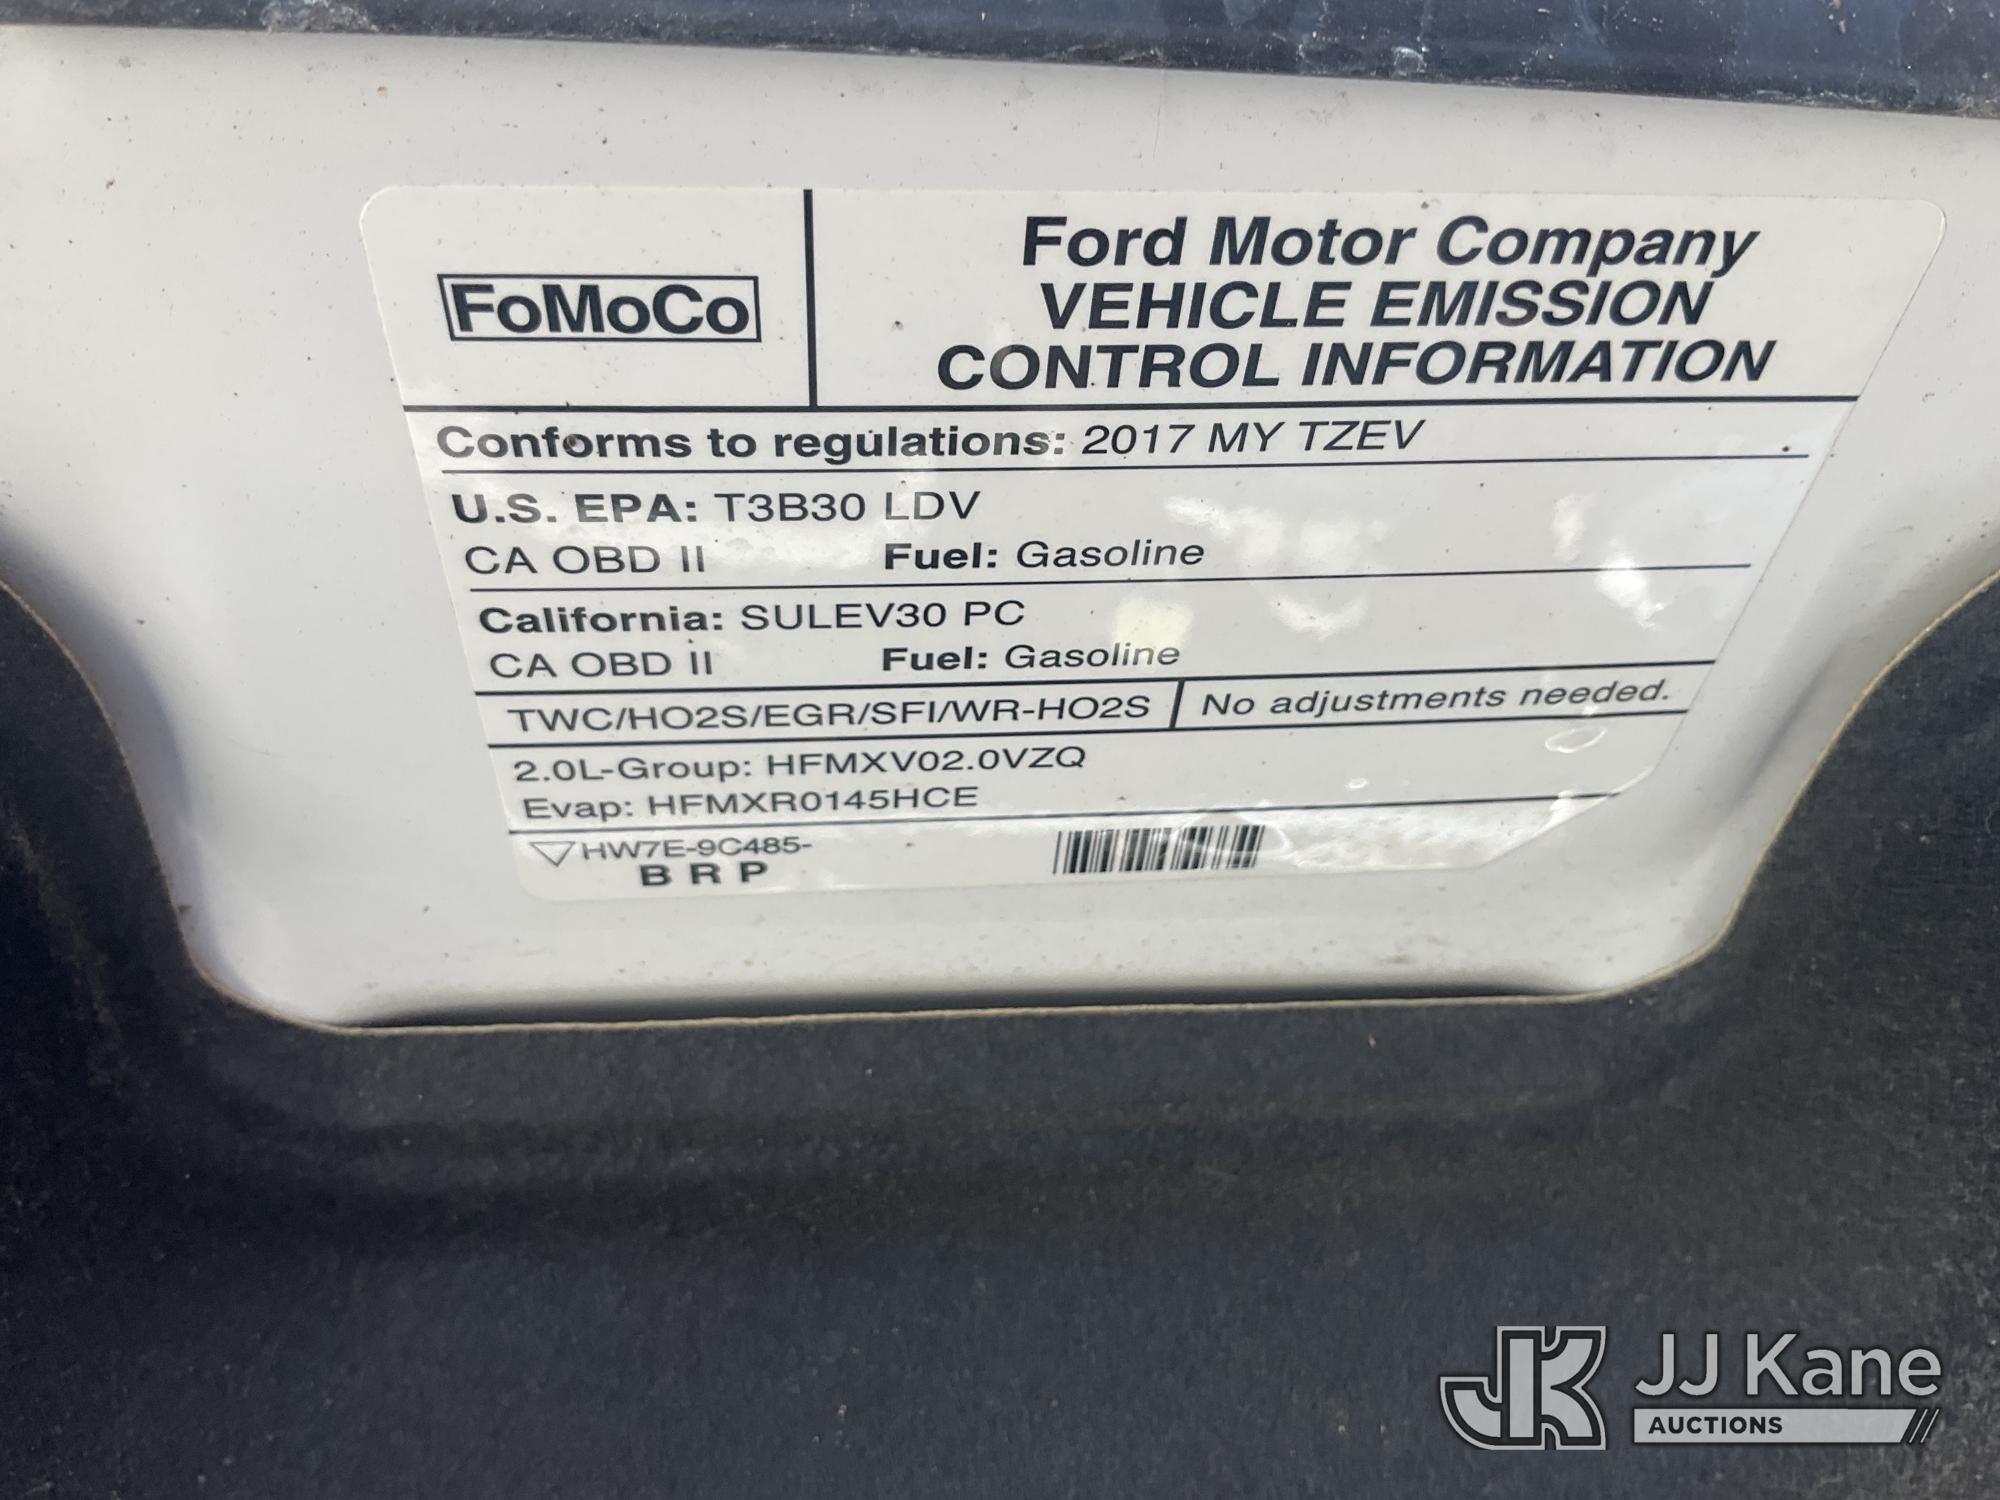 FoMoCo
Ford Motor Company
VEHICLE EMISSION
CONTROL INFORMATION
Conforms to regulations: 2017 MY TZEV
U.S. EPA: T3B30 LDV
CA OBD II Fuel: Gasoline
California: SULEV30 PC
CA OBD II Fuel: Gasoline
TWC/HO2S/EGR/SFI/WR-HO2S No adjustments needed.
2.0L-Group: HFMXV02.0VZQ
Evap: HFMXR0145HCE
HW7E-9C485-
B R P
JK JJ Kane
AUCTIONS